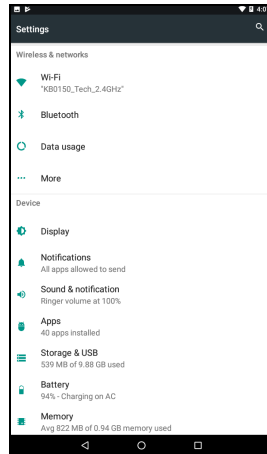 4:0
Settings
Wireless & networks
Wi-Fi
"KB0150_Tech_2.4GHz"
Bluetooth
Data usage
More
Device
Display
Notifications
All apps allowed to send
Sound & notification
Ringer volume at 100%
Apps
40 apps installed
Storage & USB
539 MB of 9.88 GB used
Battery
94% - Charging on AC
Memory
Avg 822 MB of 0.94 GB memory used